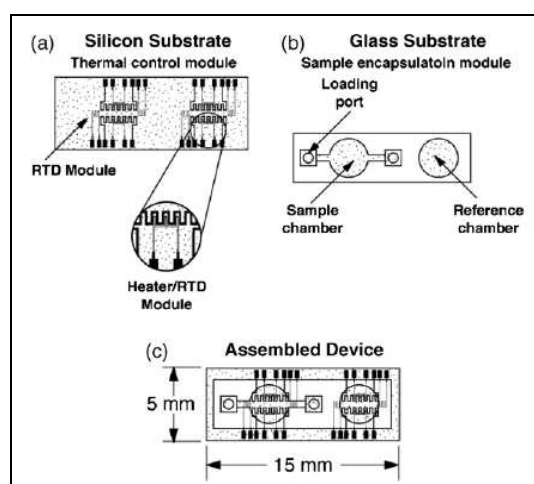 (a) Silicon Substrate
Thermal control module
RTD Module
Heater/RTD
Module
(b) Glass Substrate
Sample encapsulatoin module
Loading
port
Sample
chamber
Reference
chamber
(c) Assembled Device
5 mm
15 mm